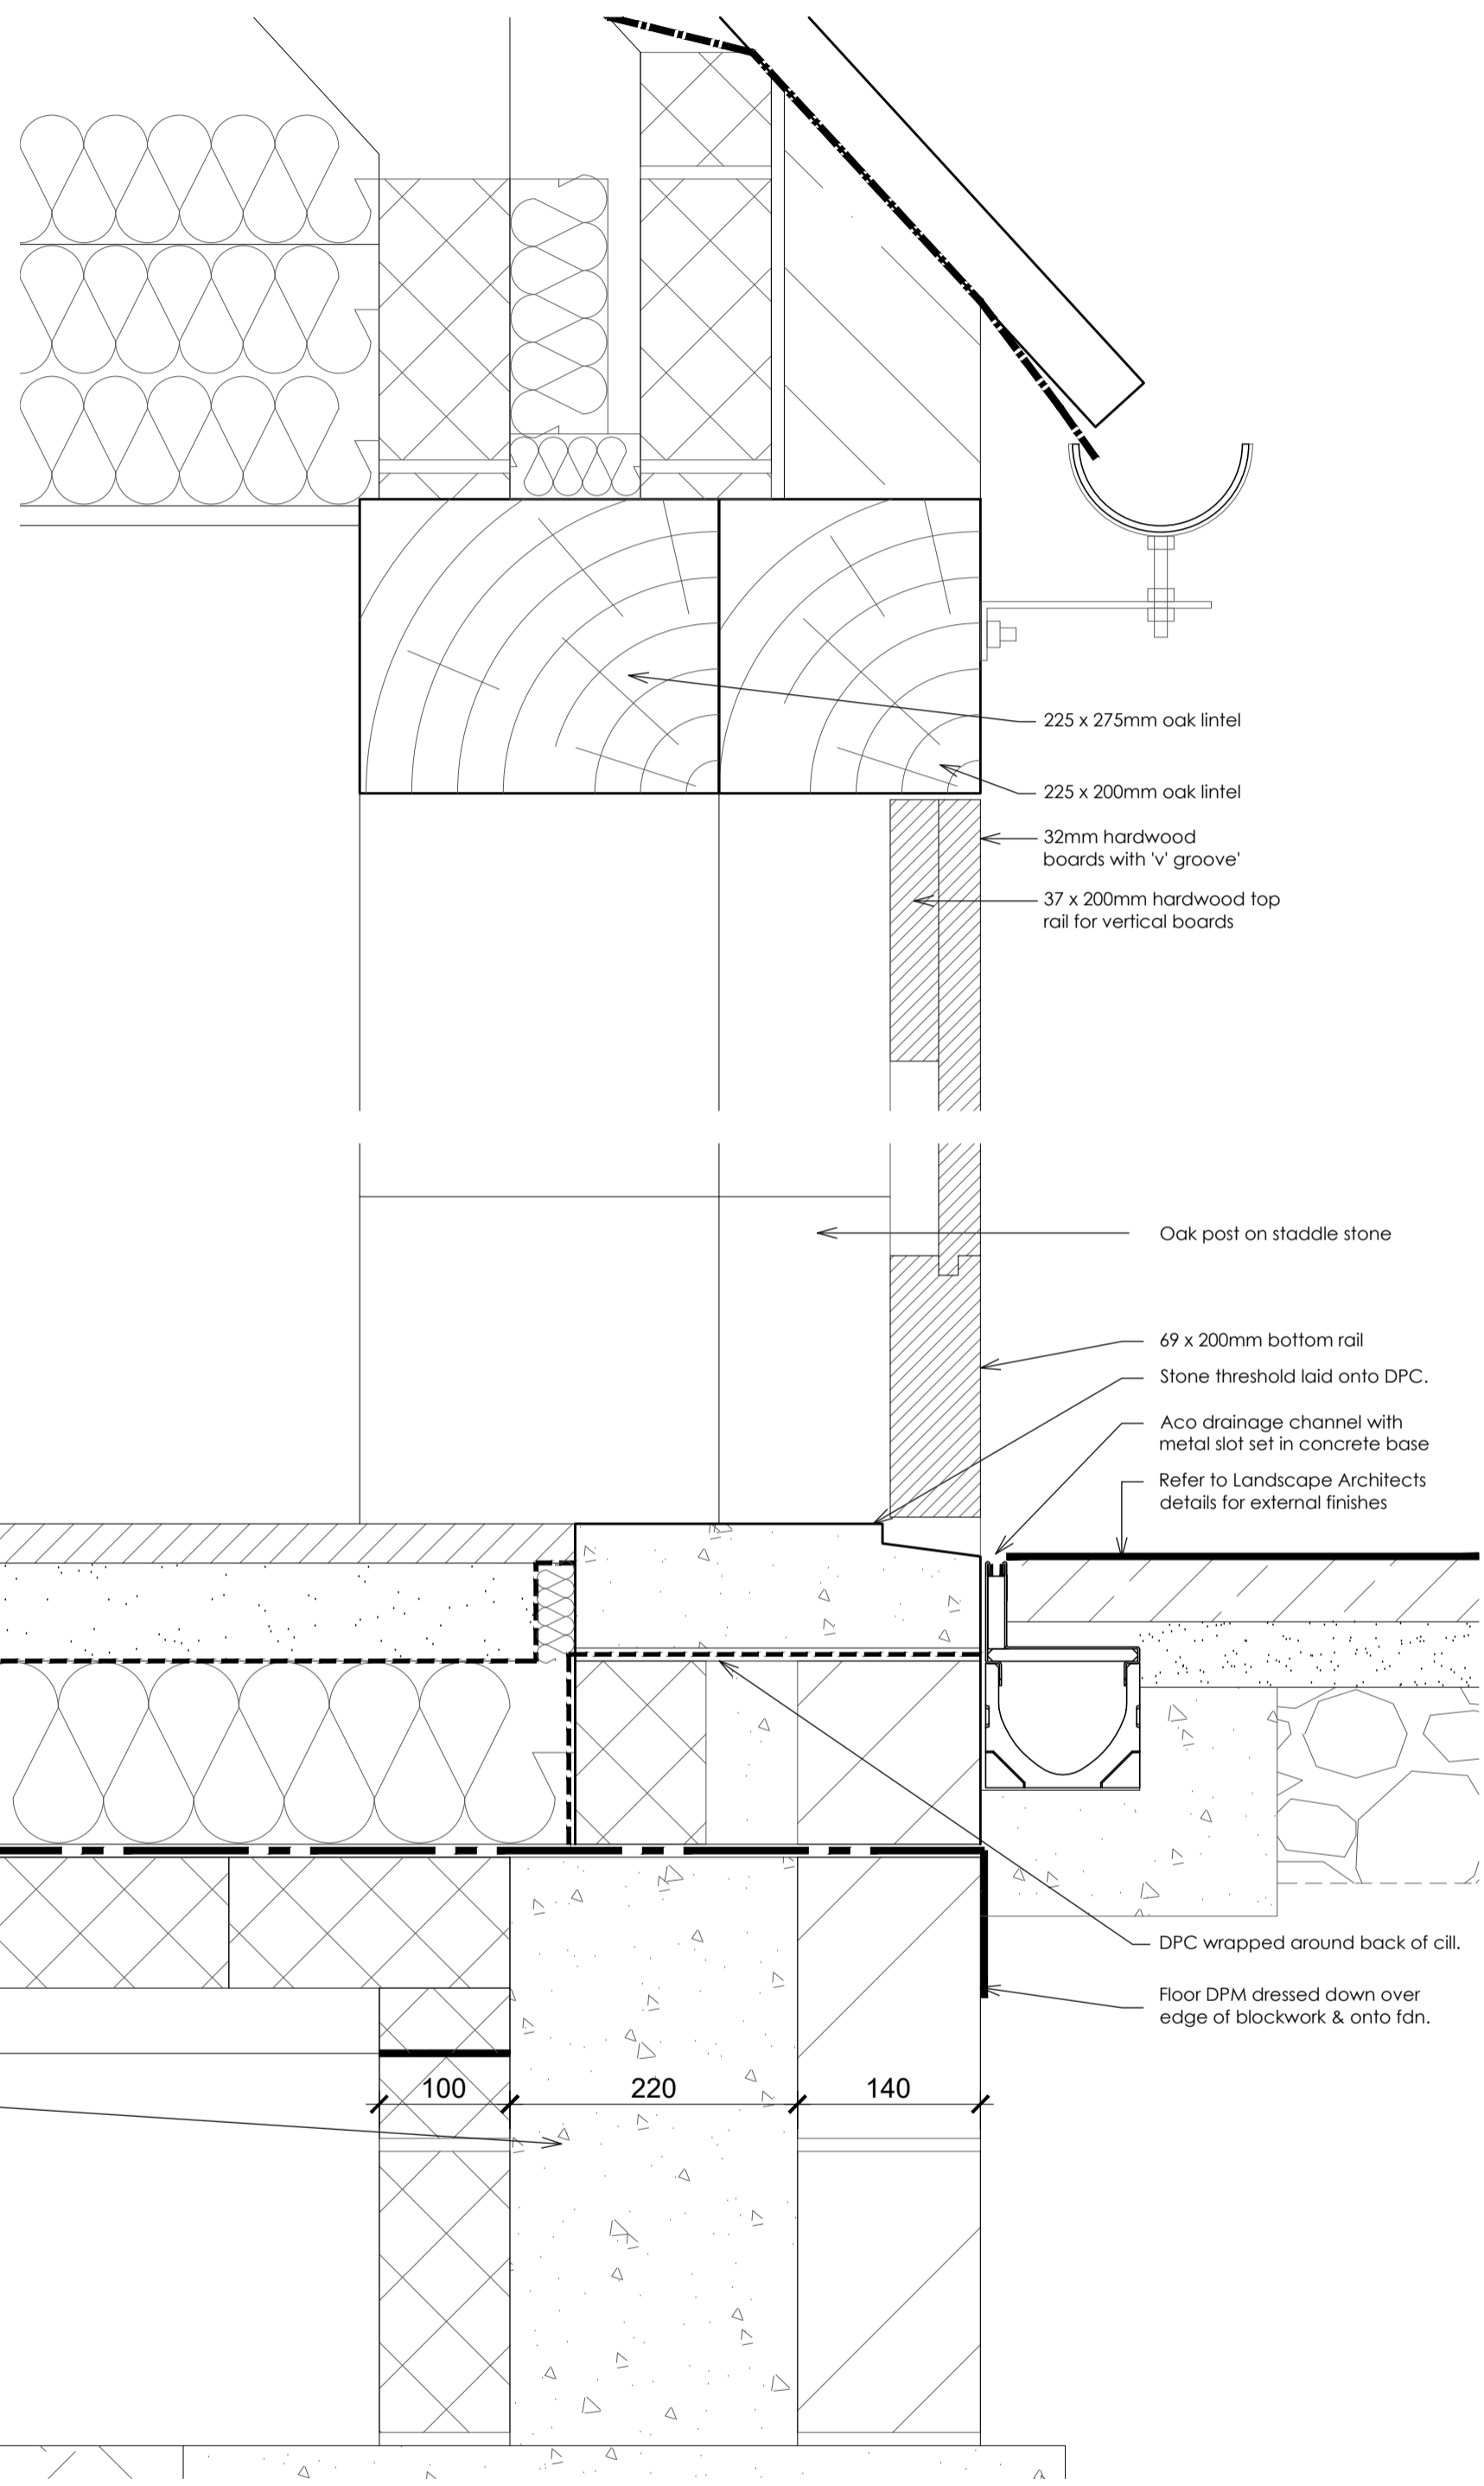 225 x 275mm oak lintel
225 x 200mm oak lintel
32mm hardwood
boards with 'v' groove'
37 x 200mm hardwood top
rail for vertical boards
Oak post on staddle stone
69 x 200mm bottom rail
Stone threshold laid onto DPC.
Aco drainage channel with
metal slot set in concrete base
Refer to Landscape Architects
details for external finishes
DPC wrapped around back of cill.
Floor DPM dressed down over
edge of blockwork & onto fdn.
100 220 140